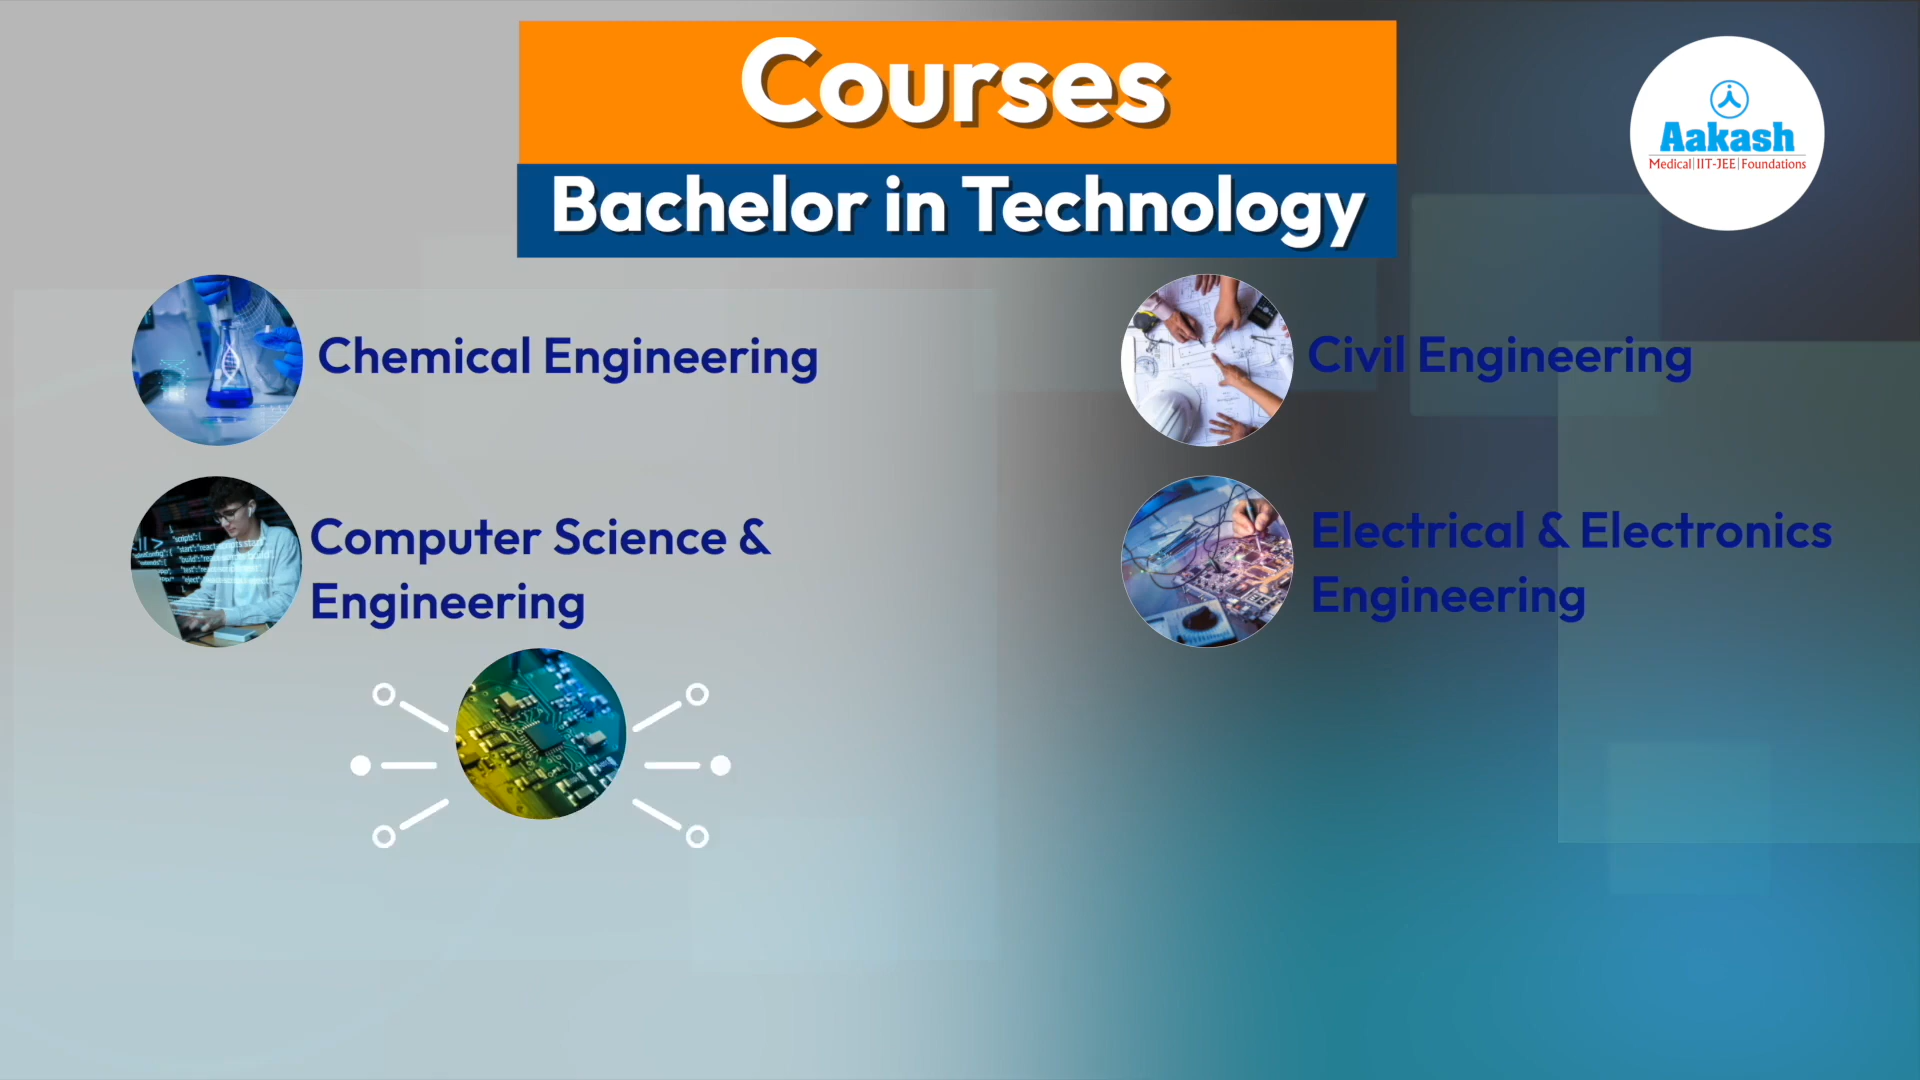 Courses
Bachelor in Technology
Aakash
Medical|IIT-JEE|Foundations
Chemical Engineering
Civil Engineering
Computer Science &
Engineering
Electrical & Electronics
Engineering